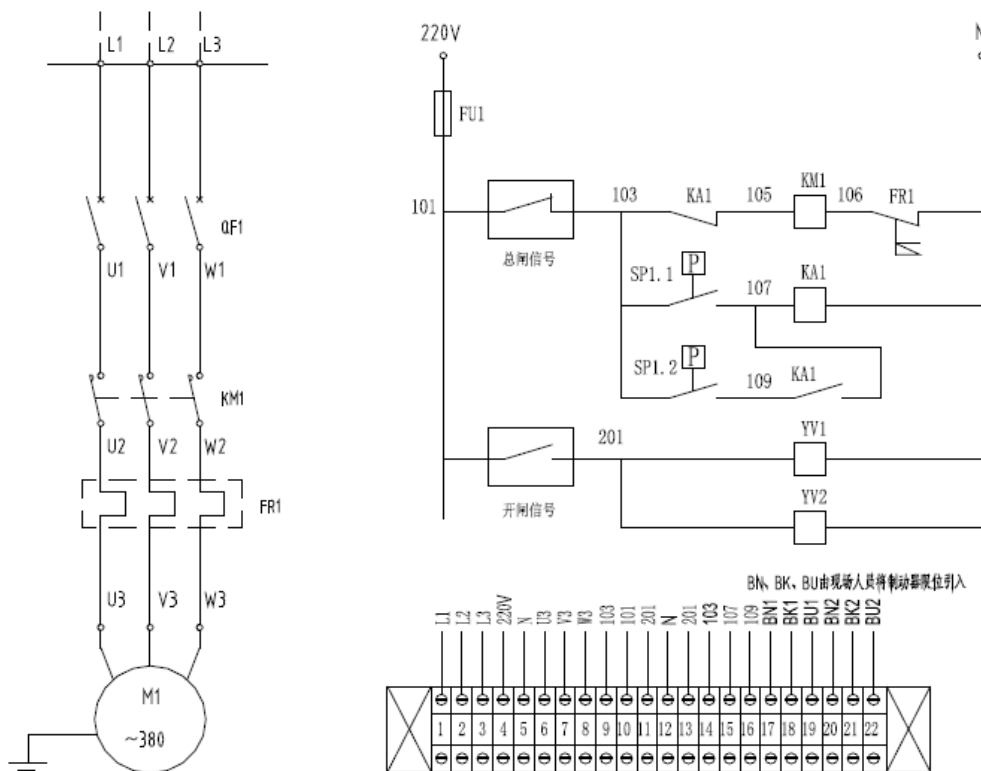 L1 L2 L3
220V N
FU1
QF1
101 103 KA1 105 KM1 106 FR1
总闸信号
U1 V1 W1
SP1.1 P 107 KA1
KM1
SP1.2 P 109 KA1
U2 V2 W2
201 YV1
FR1
开闸信号
YV2
BN、BK、BU由现场人员将制动器限位引入
U3 V3 W3
L1 L2 L3 220V N U3 V3 W3 103 101 201 N 201 103 107 109 BN1 BK1 BU1 BN2 BK2 BU2
M1
~380
1 2 3 4 5 6 7 8 9 10 11 12 13 14 15 16 17 18 19 20 21 22